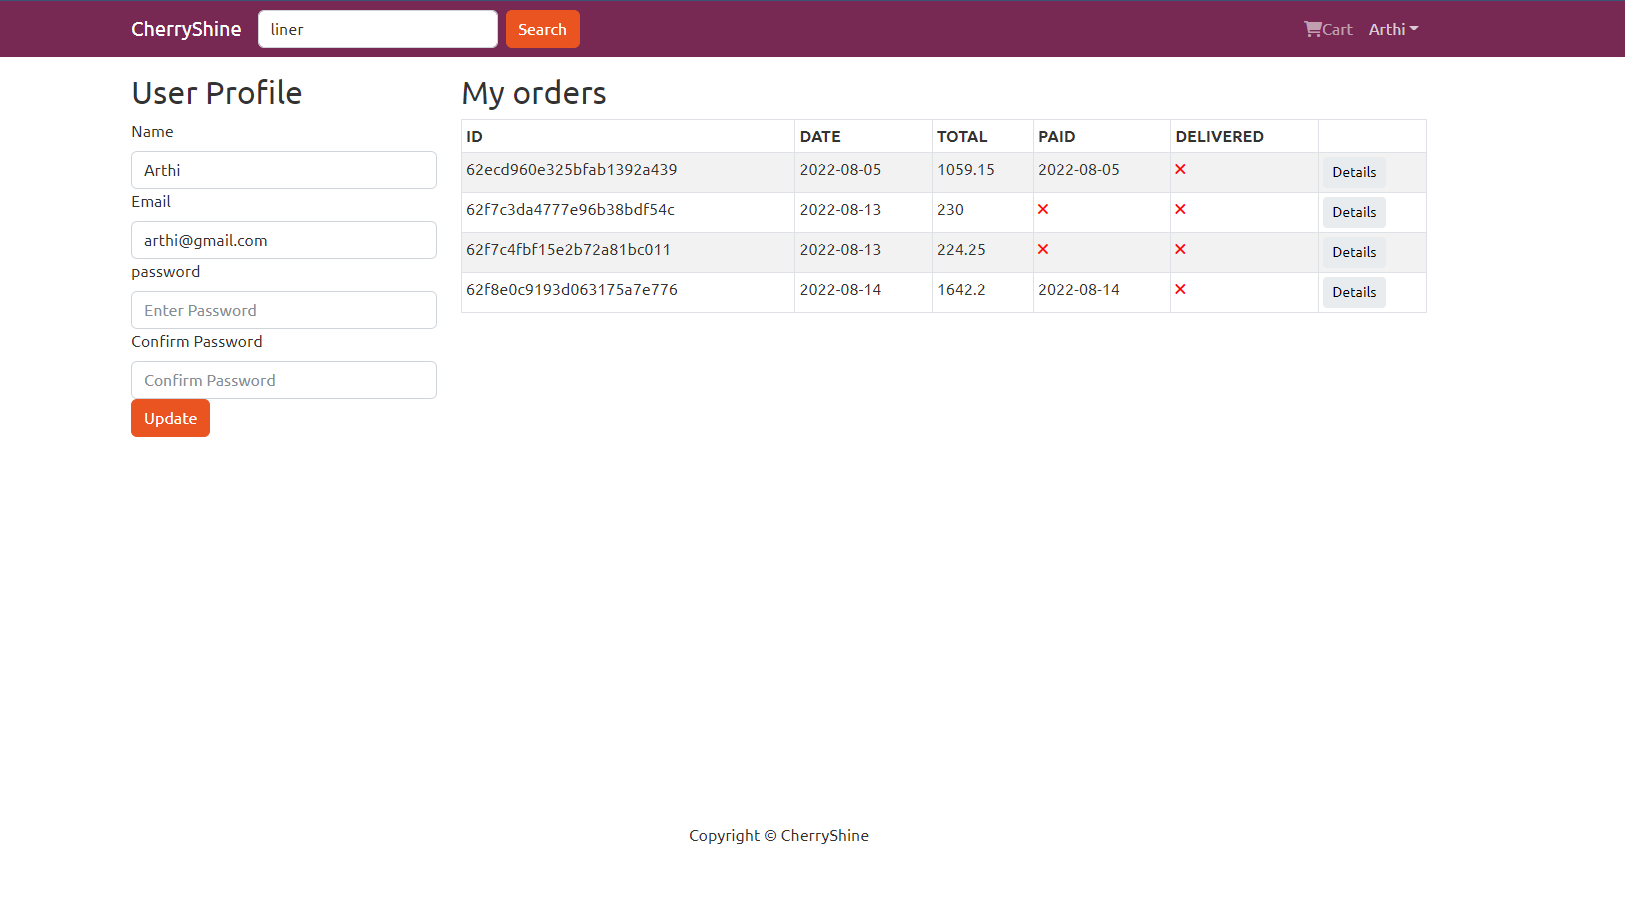 CherryShine liner Search Cart Arthi
User Profile
Name
Arthi
Email
arthi@gmail.com
password
Enter Password
Confirm Password
Confirm Password
Update
My orders
ID DATE TOTAL PAID DELIVERED
62ecd960e325bfab1392a439 2022-08-05 1059.15 2022-08-05 ✕ Details
62f7c3da4777e96b38bdf54c 2022-08-13 230 ✕ ✕ Details
62f7c4fbf15e2b72a81bc011 2022-08-13 224.25 ✕ ✕ Details
62f8e0c9193d063175a7e776 2022-08-14 1642.2 2022-08-14 ✕ Details
Copyright © CherryShine